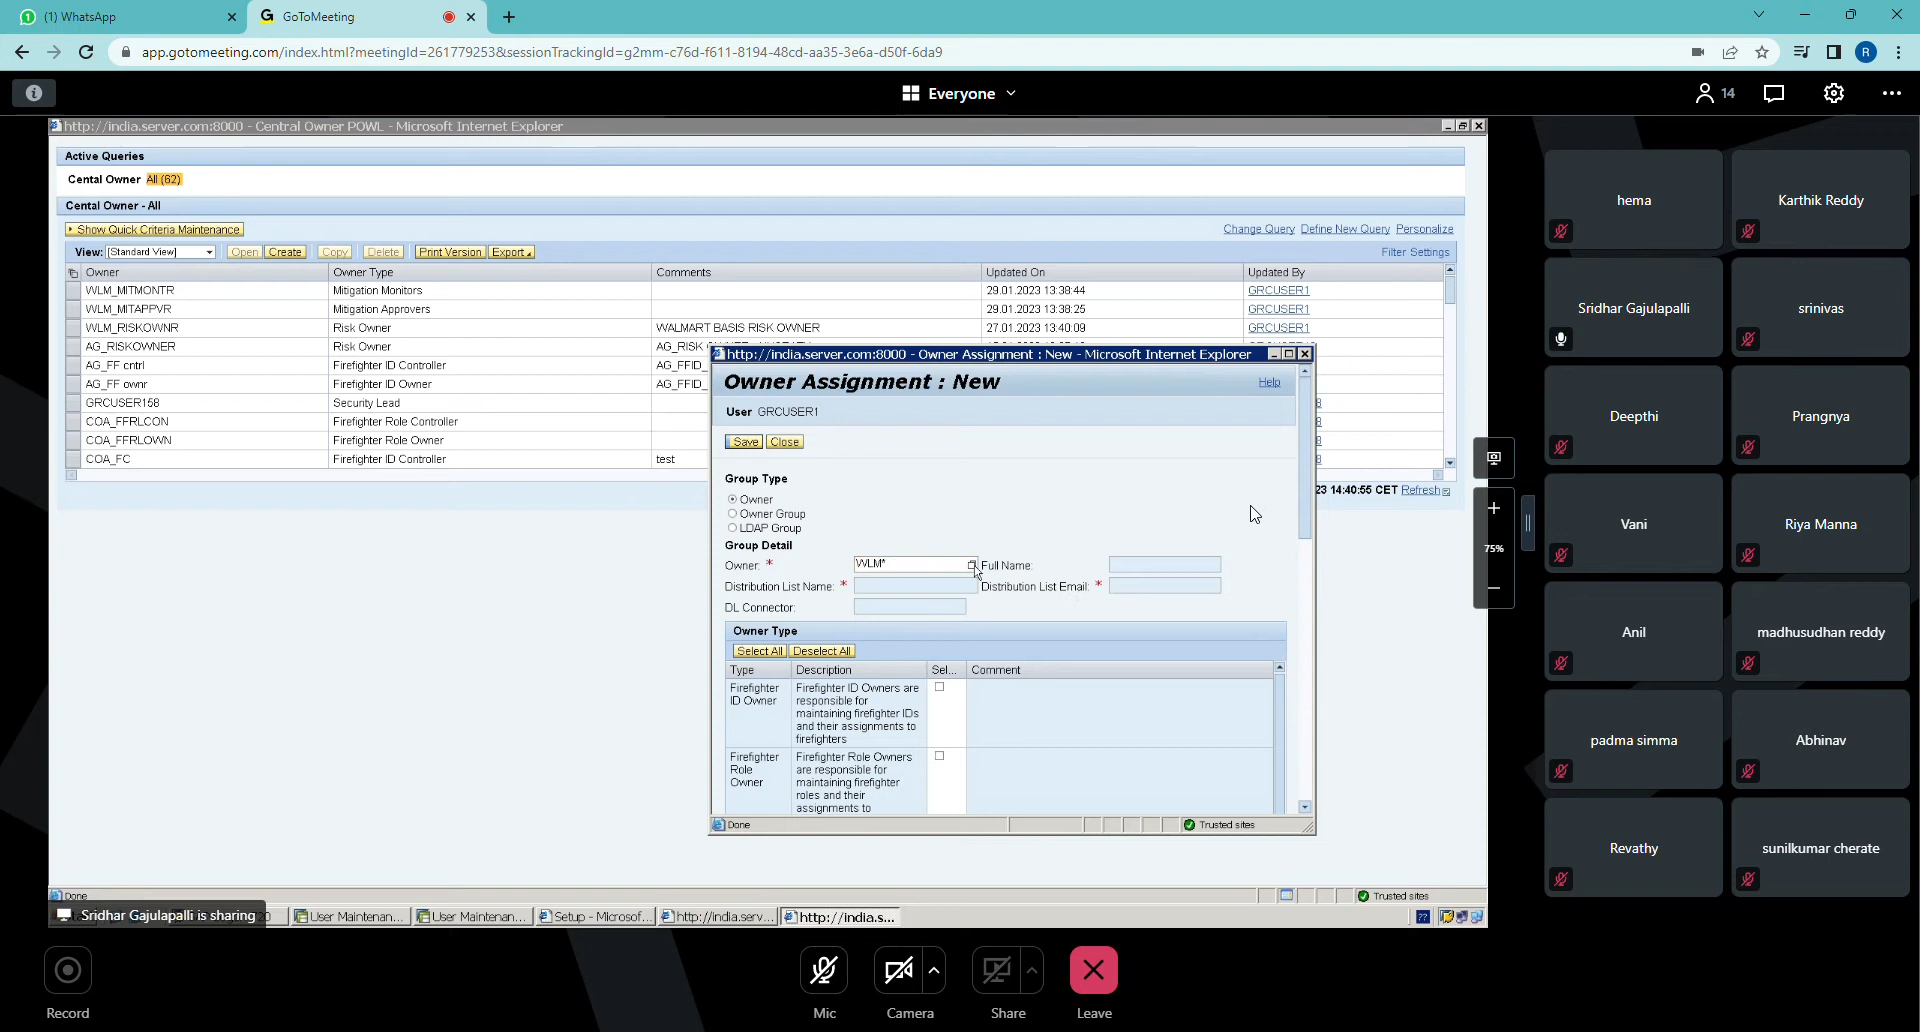 (1) WhatsApp
GoToMeeting
app.gotomeeting.com/index.html?meetingId=261779253&sessionTrackingId=g2mm-c76d-f611-8194-48cd-aa35-3e6a-d50f-6da9
R
Everyone
14
http://india.server.com:8000 - Central Owner POWL - Microsoft Internet Explorer
Active Queries
Cental Owner All (62)
Cental Owner - All
Show Quick Criteria Maintenance
Change Query Define New Query Personalize
View: [Standard View] Open Create Copy Delete Print Version Export
Filter Settings
Owner Owner Type Comments Updated On Updated By
WLM_MITMONTR Mitigation Monitors 29.01.2023 13:38:44 GRCUSER1
WLM_MITAPPVR Mitigation Approvers 29.01.2023 13:38:25 GRCUSER1
WLM_RISKOWNR Risk Owner WALMART BASIS RISK OWNER 27.01.2023 13:40:09 GRCUSER1
AG_RISKOWNER Risk Owner AG_RISK
AG_FF cntrl Firefighter ID Controller AG_FFID_
AG_FF ownr Firefighter ID Owner AG_FFID_
GRCUSER158 Security Lead
COA_FFRLCON Firefighter Role Controller
COA_FFRLOWN Firefighter Role Owner
COA_FC Firefighter ID Controller test
23 14:40:55 CET Refresh
http://india.server.com:8000 - Owner Assignment : New - Microsoft Internet Explorer
Owner Assignment : New
Help
User GRCUSER1
Save Close
Group Type
Owner
Owner Group
LDAP Group
Group Detail
Owner: * WLM* Full Name:
Distribution List Name: * Distribution List Email: *
DL Connector:
Owner Type
Select All Deselect All
Type Description Sel... Comment
Firefighter ID Owner
Firefighter ID Owners are responsible for maintaining firefighter IDs and their assignments to firefighters
Firefighter Role Owner
Firefighter Role Owners are responsible for maintaining firefighter roles and their assignments to
Done
Trusted sites
Done
Trusted sites
Sridhar Gajulapalli is sharing
20
User Maintenan...
User Maintenan...
Setup - Microsof...
http://india.serv...
http://india.s...
75%
hema
Karthik Reddy
Sridhar Gajulapalli
srinivas
Deepthi
Prangnya
Vani
Riya Manna
Anil
madhusudhan reddy
padma simma
Abhinav
Revathy
sunilkumar cherate
Record
Mic
Camera
Share
Leave